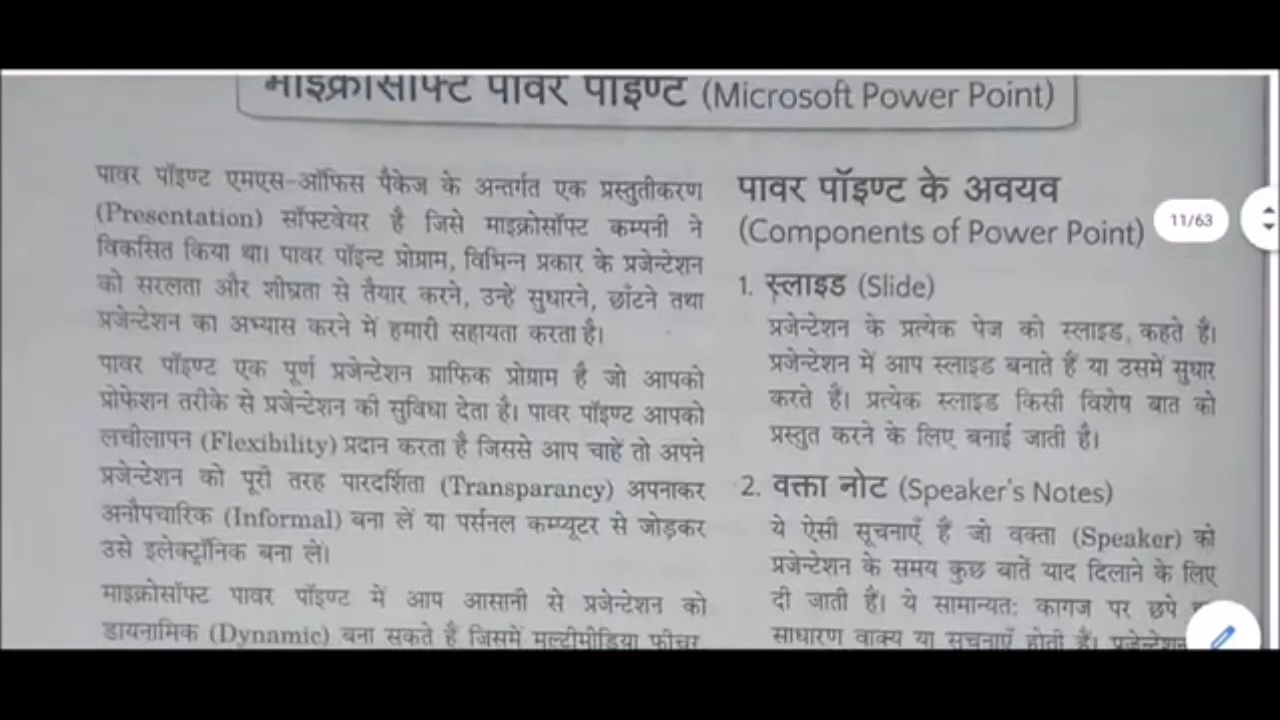 माइक्रोसॉफ्ट पावर पाइण्ट (Microsoft Power Point)
पावर पॉइण्ट एमएस-ऑफिस पैकेज के अन्तर्गत एक प्रस्तुतीकरण
(Presentation) सॉफ्टवेयर है जिसे माइक्रोसॉफ्ट कम्पनी ने
विकसित किया था। पावर पॉइन्ट प्रोग्राम, विभिन्न प्रकार के प्रजेन्टेशन
को सरलता और शीघ्रता से तैयार करने, उन्हें सुधारने, छाँटने तथा
प्रजेन्टेशन का अभ्यास करने में हमारी सहायता करता है।
पावर पॉइण्ट एक पूर्ण प्रजेन्टेशन ग्राफिक प्रोग्राम है जो आपको
प्रोफेशन तरीके से प्रजेन्टेशन की सुविधा देता है। पावर पॉइण्ट आपको
लचीलापन (Flexibility) प्रदान करता है जिससे आप चाहें तो अपने
प्रजेन्टेशन को पूरी तरह पारदर्शिता (Transparancy) अपनाकर
अनौपचारिक (Informal) बना लें या पर्सनल कम्प्यूटर से जोड़कर
उसे इलेक्ट्रॉनिक बना लें।
माइक्रोसॉफ्ट पावर पॉइण्ट में आप आसानी से प्रजेन्टेशन को
डायनामिक (Dynamic) बना सकते हैं जिसमें मल्टीमीडिया फीचर
पावर पॉइण्ट के अवयव
(Components of Power Point)
11/63
1. स्लाइड (Slide)
प्रजेन्टेशन के प्रत्येक पेज को स्लाइड कहते है।
प्रजेन्टेशन में आप स्लाइड बनाते हैं या उसमें सुधार
करते हैं। प्रत्येक स्लाइड किसी विशेष बात को
प्रस्तुत करने के लिए बनाई जाती है।
2. वक्ता नोट (Speaker's Notes)
ये ऐसी सूचनाएँ हैं जो वक्ता (Speaker) को
प्रजेन्टेशन के समय कुछ बातें याद दिलाने के लिए
दी जाती हैं। ये सामान्यत: कागज पर छपे
साधारण वाक्य या सूचनाएँ होती हैं। प्रजेन्टेशन